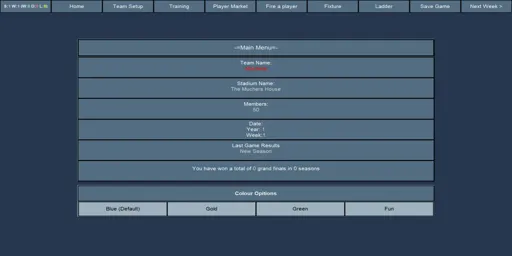 Home
Team Setup
Training
Player Market
Fire a player
Fixture
Ladder
Save Game
Next Week >
-=Main Menu=-
Team Name:
Stadium Name:
The Muchere House
Members:
50
Date:
Year: 1
Week:1
Last Game Results
New Season
You have won a total of 0 grand finals in 0 seasons
Colour Options
Blue (Default)
Gold
Green
Fun